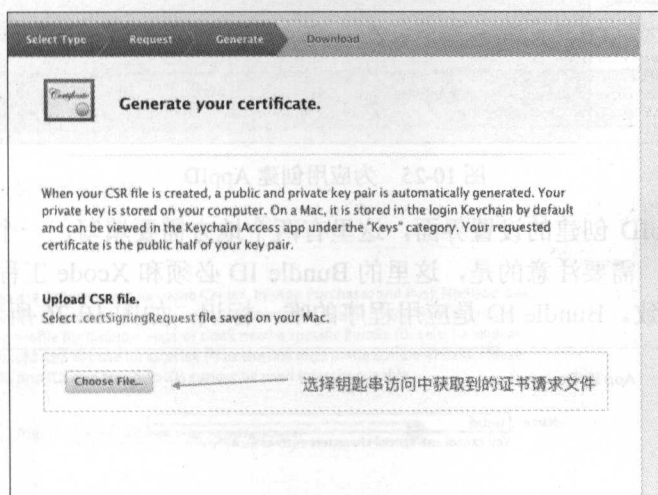 Select Type Request Generate Download
Certificate
Generate your certificate.
When your CSR file is created, a public and private key pair is automatically generated. Your
private key is stored on your computer. On a Mac, it is stored in the login Keychain by default
and can be viewed in the Keychain Access app under the "Keys" category. Your requested
certificate is the public half of your key pair.
Upload CSR file.
Select .certSigningRequest file saved on your Mac.
Choose File...
选择钥匙串访问中获取到的证书请求文件